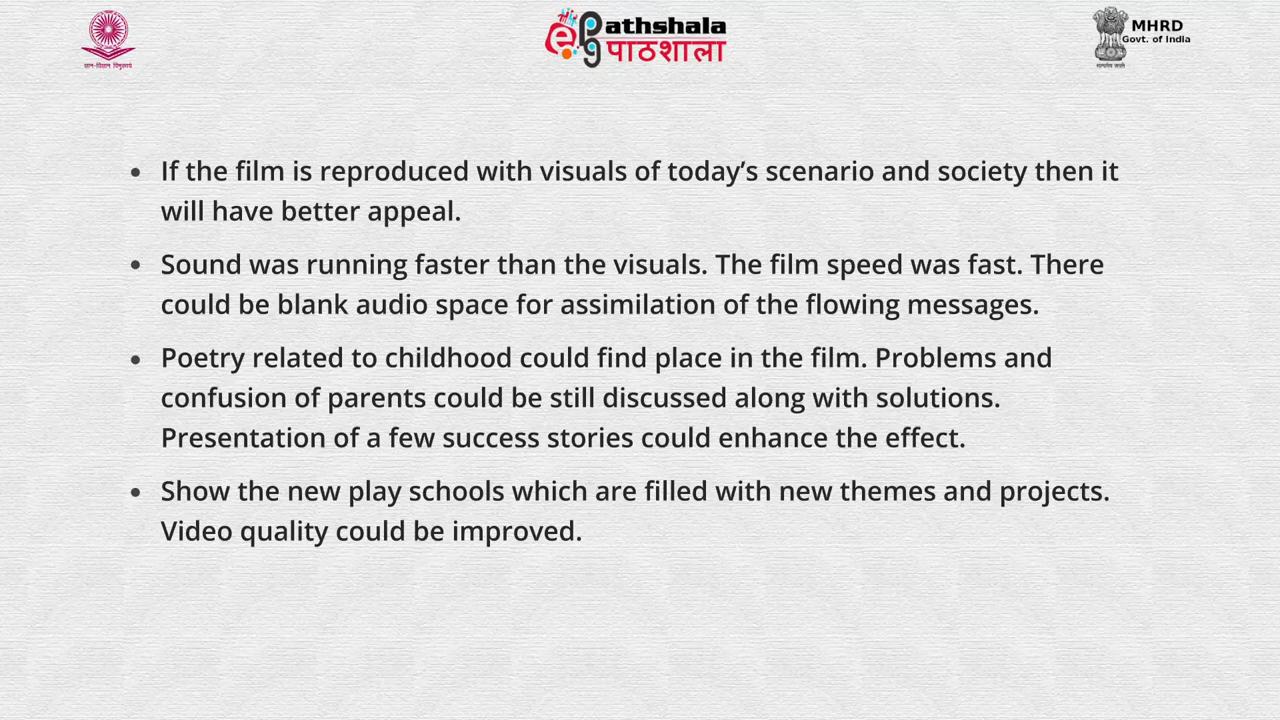 ePG athshala
पाठशाला
MHRD
Govt. of India
• If the film is reproduced with visuals of today’s scenario and society then it
will have better appeal.
• Sound was running faster than the visuals. The film speed was fast. There
could be blank audio space for assimilation of the flowing messages.
• Poetry related to childhood could find place in the film. Problems and
confusion of parents could be still discussed along with solutions.
Presentation of a few success stories could enhance the effect.
• Show the new play schools which are filled with new themes and projects.
Video quality could be improved.